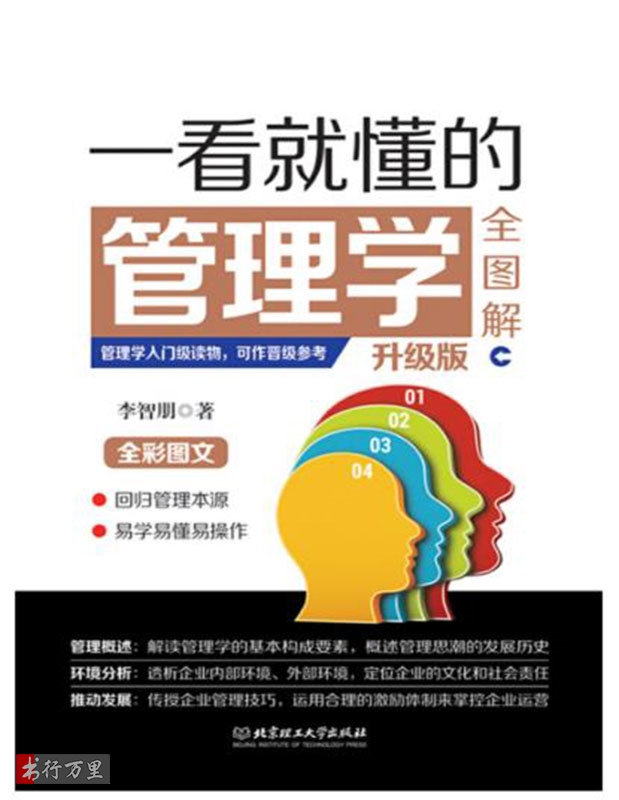 一看就懂的
管理学
全图解
管理学入门级读物，可作晋级参考
升级版
李智朋 著
全彩图文
回归管理本源
易学易懂易操作
01
02
03
04
管理概述：解读管理学的基本构成要素，概述管理思潮的发展历史
环境分析：透析企业内部环境、外部环境，定位企业的文化和社会责任
推动发展：传授企业管理技巧，运用合理的激励体制来掌控企业运营
北京理工大学出版社
BEIJING INSTITUTE OF TECHNOLOGY PRESS
书行万里